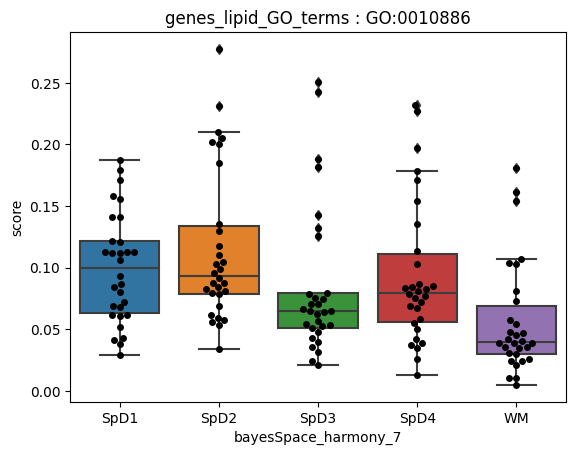 genes_lipid_GO_terms : GO:0010886
0.25
0.20
0.15
0.10
0.05
0.00
score
SpD1 SpD2 SpD3 SpD4 WM
bayesSpace_harmony_7